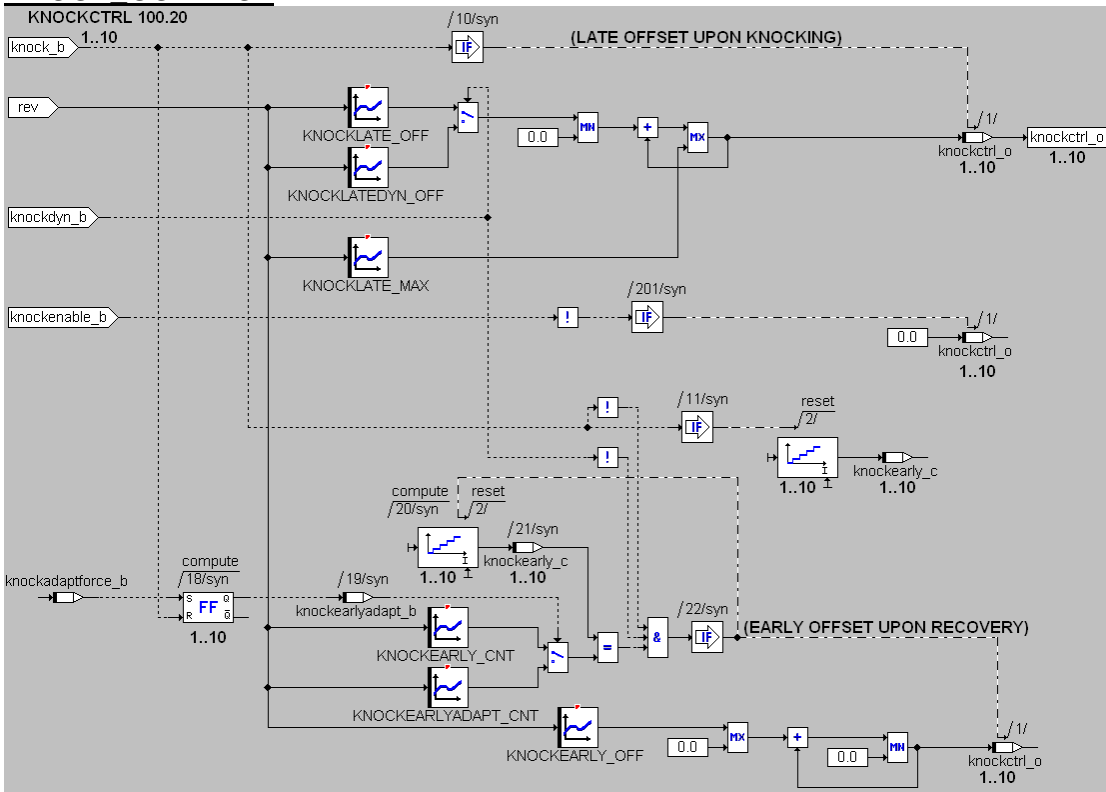 KNOCKCTRL 100.20
1..10
/10/syn
knock_b
IF
(LATE OFFSET UPON KNOCKING)
rev
KNOCKLATE_OFF
0.0
MN
+
MX
/1/
knockctrl_o
1..10
knockctrl_o
1..10
KNOCKLATEDYN_OFF
knockdyn_b
KNOCKLATE_MAX
/201/syn
knockenable_b
!
IF
/1/
0.0
knockctrl_o
1..10
!
/11/syn
IF
reset
/2/
!
1..10
knockearly_c
1..10
compute
/20/syn
reset
/2/
/21/syn
1..10
knockearly_c
1..10
compute
/18/syn
knockadaptforce_b
S Q
FF
R Q
1..10
/19/syn
knockearlyadapt_b
/22/syn
KNOCKEARLY_CNT
=
&
IF
(EARLY OFFSET UPON RECOVERY)
KNOCKEARLYADAPT_CNT
KNOCKEARLY_OFF
0.0
MX
+
0.0
MN
/1/
knockctrl_o
1..10